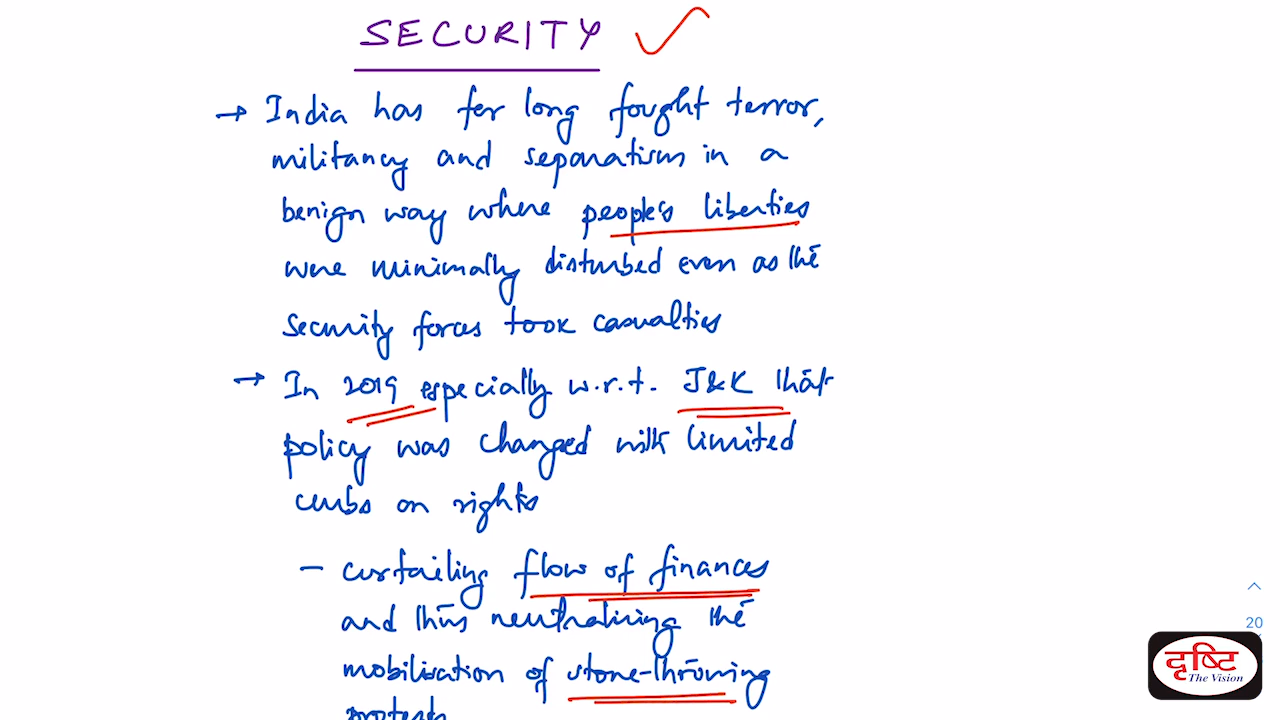 SECURITY
→ India has for long fought terror,
militancy and separatism in a
benign way where people's liberties
were minimally disturbed even as the
security forces took casualties
→ In 2019 especially w.r.t. J&K that
policy was changed with limited
curbs on rights
– curtailing flow of finances
and thus neutralizing the
mobilisation of stone-throwing
protests
20
दृष्टि
The Vision